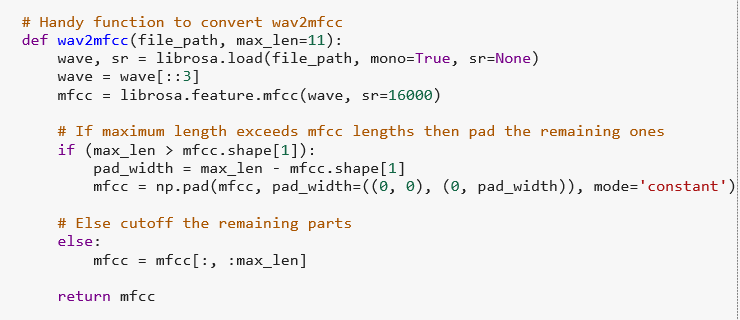 # Handy function to convert wav2mfcc
def wav2mfcc(file_path, max_len=11):
    wave, sr = librosa.load(file_path, mono=True, sr=None)
    wave = wave[::3]
    mfcc = librosa.feature.mfcc(wave, sr=16000)

    # If maximum length exceeds mfcc lengths then pad the remaining ones
    if (max_len > mfcc.shape[1]):
        pad_width = max_len - mfcc.shape[1]
        mfcc = np.pad(mfcc, pad_width=((0, 0), (0, pad_width)), mode='constant')

    # Else cutoff the remaining parts
    else:
        mfcc = mfcc[:, :max_len]

    return mfcc